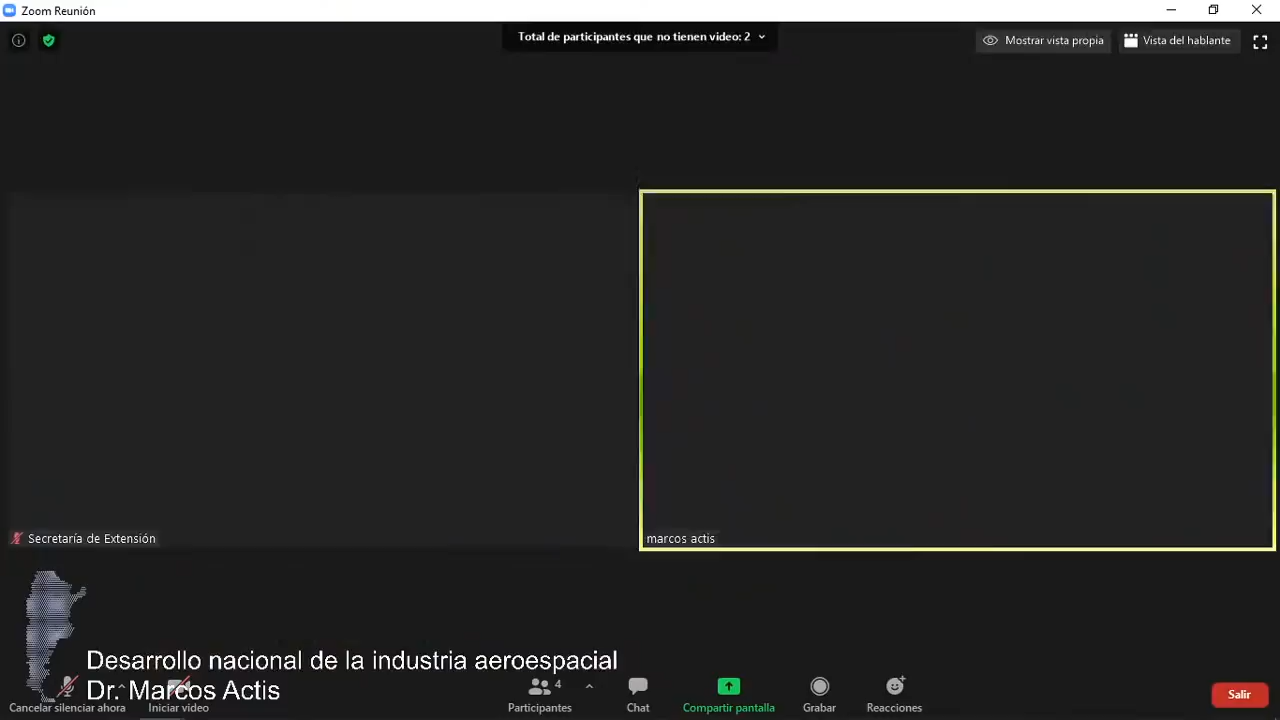 Zoom Reunión
Total de participantes que no tienen video: 2
Mostrar vista propia
Vista del hablante
Secretaría de Extensión
marcos actis
Desarrollo nacional de la industria aeroespacial
Dr. Marcos Actis
4
Cancelar silenciar ahora
Iniciar video
Participantes
Chat
Compartir pantalla
Grabar
Reacciones
Salir